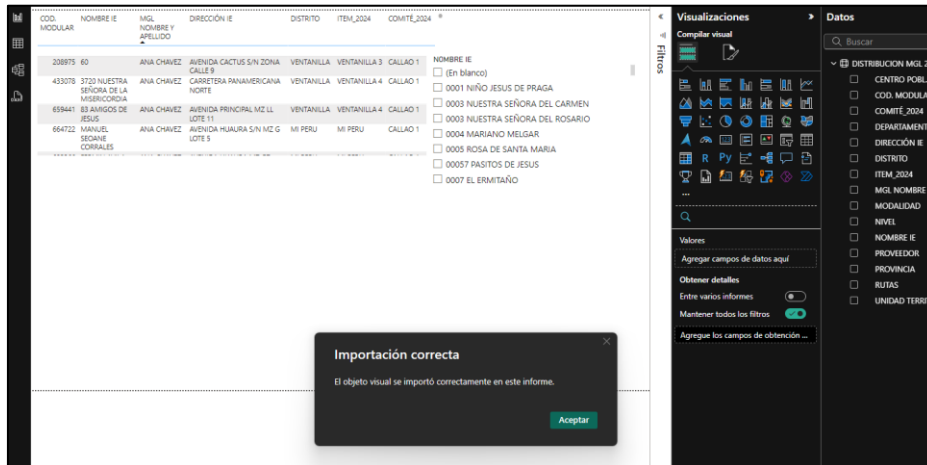 COD. MODULAR NOMBRE IE MGL NOMBRE Y APELLIDO DIRECCIÓN IE DISTRITO ITEM_2024 COMITÉ_2024
208975 60 ANA CHAVEZ AVENIDA CACTUS S/N ZONA CALLE 9 VENTANILLA VENTANILLA 3 CALLAO 1
433078 3720 NUESTRA SEÑORA DE LA MISERICORDIA ANA CHAVEZ CARRETERA PANAMERICANA NORTE VENTANILLA VENTANILLA 4 CALLAO 1
659441 83 AMIGOS DE JESUS ANA CHAVEZ AVENIDA PRINCIPAL MZ LL LOTE 11 VENTANILLA VENTANILLA 4 CALLAO 1
664722 MANUEL SEOANE CORRALES ANA CHAVEZ AVENIDA HUAURA S/N MZ G LOTE 5 MI PERU MI PERU CALLAO 1
NOMBRE IE
(En blanco)
0001 NIÑO JESUS DE PRAGA
0003 NUESTRA SEÑORA DEL CARMEN
0003 NUESTRA SEÑORA DEL ROSARIO
0004 MARIANO MELGAR
0005 ROSA DE SANTA MARIA
00057 PASITOS DE JESUS
0007 EL ERMITAÑO
Importación correcta
El objeto visual se importó correctamente en este informe.
Aceptar
Filtros
Visualizaciones
Compilar visual
R Py
Valores
Agregar campos de datos aquí
Obtener detalles
Entre varios informes
Mantener todos los filtros
Agregue los campos de obtención ...
Datos
Buscar
DISTRIBUCION MGL 2
CENTRO POBL
COD. MODULA
COMITÉ_2024
DEPARTAMENT
DIRECCIÓN IE
DISTRITO
ITEM_2024
MGL NOMBRE
MODALIDAD
NIVEL
NOMBRE IE
PROVEEDOR
PROVINCIA
RUTAS
UNIDAD TERRI